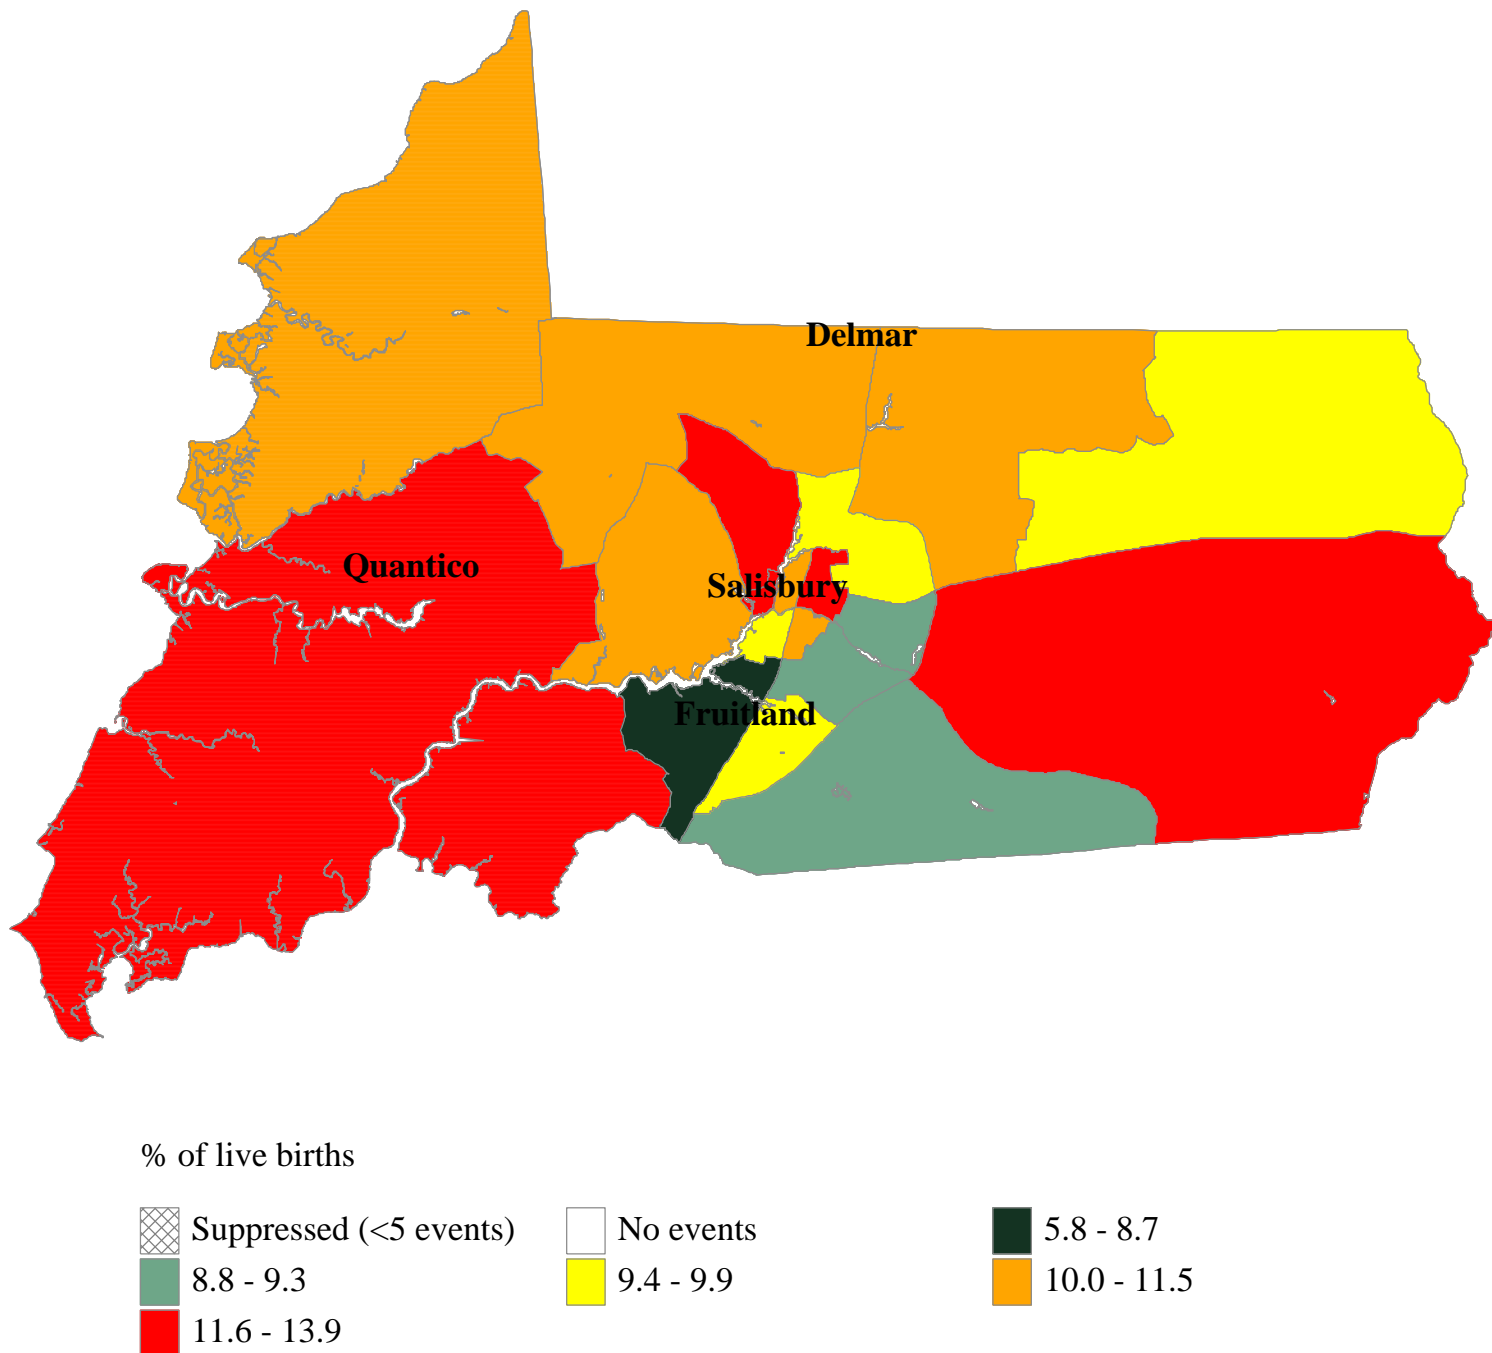 Delmar
Quantico
Salisbury
Fruitland
% of live births
Suppressed (<5 events)
No events
5.8 - 8.7
8.8 - 9.3
9.4 - 9.9
10.0 - 11.5
11.6 - 13.9